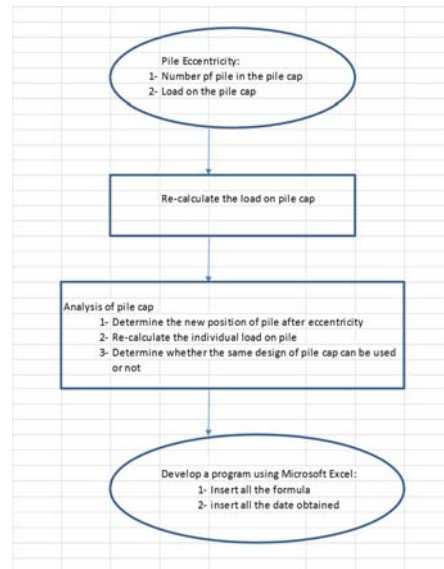 Pile Eccentricity:
1- Number pf pile in the pile cap
2- Load on the pile cap
Re-calculate the load on pile cap
Analysis of pile cap
1- Determine the new position of pile after eccentricity
2- Re-calculate the individual load on pile
3- Determine whether the same design of pile cap can be used
or not
Develop a program using Microsoft Excel:
1- Insert all the formula
2- insert all the date obtained